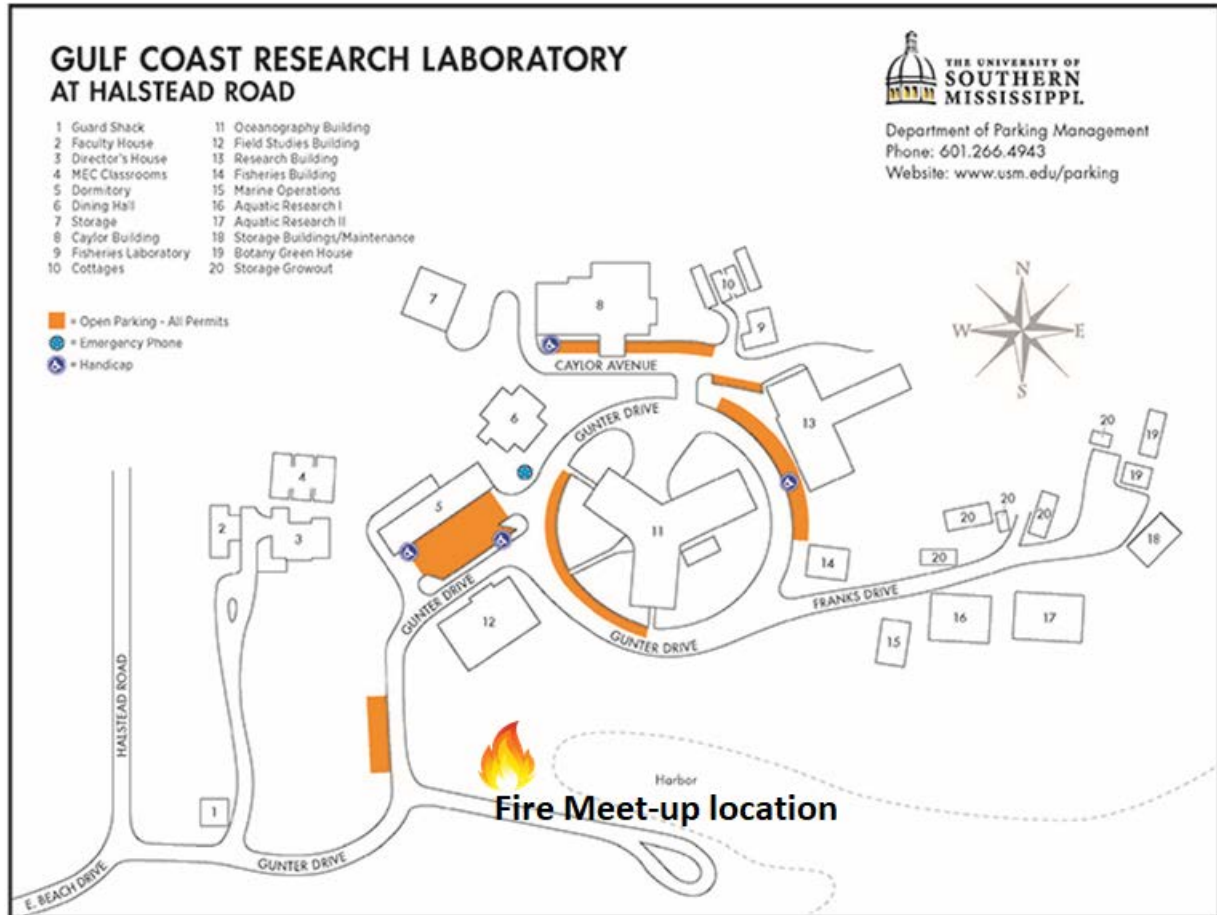 GULF COAST RESEARCH LABORATORY
AT HALSTEAD ROAD
1 Guard Shack
2 Faculty House
3 Director's House
4 MEC Classrooms
5 Dormitory
6 Dining Hall
7 Storage
8 Caylor Building
9 Fisheries Laboratory
10 Cottages
11 Oceanography Building
12 Field Studies Building
13 Research Building
14 Fisheries Building
15 Marine Operations
16 Aquatic Research I
17 Aquatic Research II
18 Storage Buildings/Maintenance
19 Botany Green House
20 Storage Growout
= Open Parking - All Permits
= Emergency Phone
= Handicap
THE UNIVERSITY OF
SOUTHERN
MISSISSIPPI.
Department of Parking Management
Phone: 601.266.4943
Website: www.usm.edu/parking
N
W E
S
7
8
10
9
CAYLOR AVENUE
6
GUNTER DRIVE
13
20
19
19
4
5
2
3
11
20
20
20
18
14
20
GUNTER DRIVE
12
FRANKS DRIVE
16
17
15
GUNTER DRIVE
HALSTEAD ROAD
Harbor
Fire Meet-up location
1
GUNTER DRIVE
E. BEACH DRIVE